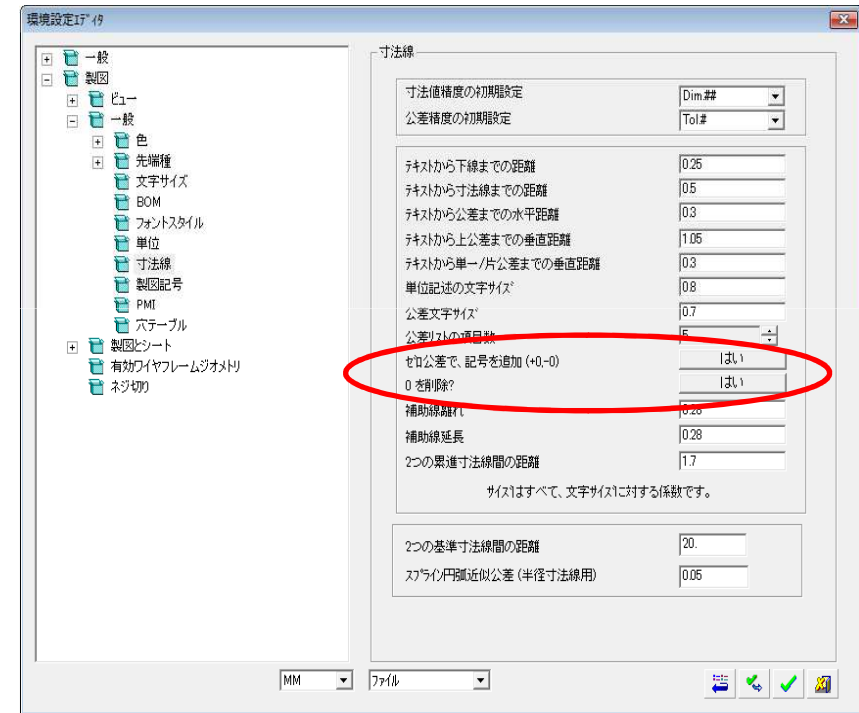 環境設定ｴﾃﾞｨﾀ
一般
製図
ﾋﾞｭｰ
一般
色
先端種
文字サイズ
BOM
フォントスタイル
単位
寸法線
製図記号
PMI
穴テーブル
製図とシート
有効ワイヤフレームジオメトリ
ネジ切り
寸法線
寸法値精度の初期設定 Dim.##
公差精度の初期設定 Tol.#
ﾃｷｽﾄから下線までの距離 0.25
ﾃｷｽﾄから寸法線までの距離 0.5
ﾃｷｽﾄから公差までの水平距離 0.3
ﾃｷｽﾄから上公差までの垂直距離 1.05
ﾃｷｽﾄから単一/片公差までの垂直距離 0.3
単位記述の文字ｻｲｽﾞ 0.8
公差文字ｻｲｽﾞ 0.7
公差ﾘｽﾄの項目数 5
ｾﾞﾛ公差で、記号を追加 (+0,-0) はい
0 を削除? はい
補助線離れ 0.28
補助線延長 0.28
2つの累進寸法線間の距離 1.7
ｻｲｽﾞはすべて、文字ｻｲｽﾞに対する係数です。
2つの基準寸法線間の距離 20.
ｽﾌﾟﾗｲﾝ円弧近似公差 (半径寸法線用) 0.05
MM ﾌｧｲﾙ